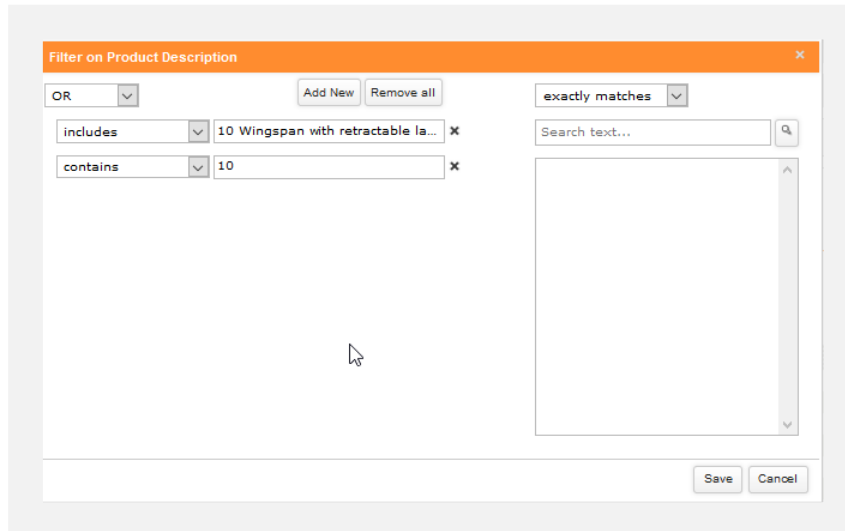 Filter on Product Description
OR
Add New Remove all
exactly matches
includes 10 Wingspan with retractable la...
Search text...
contains 10
Save Cancel